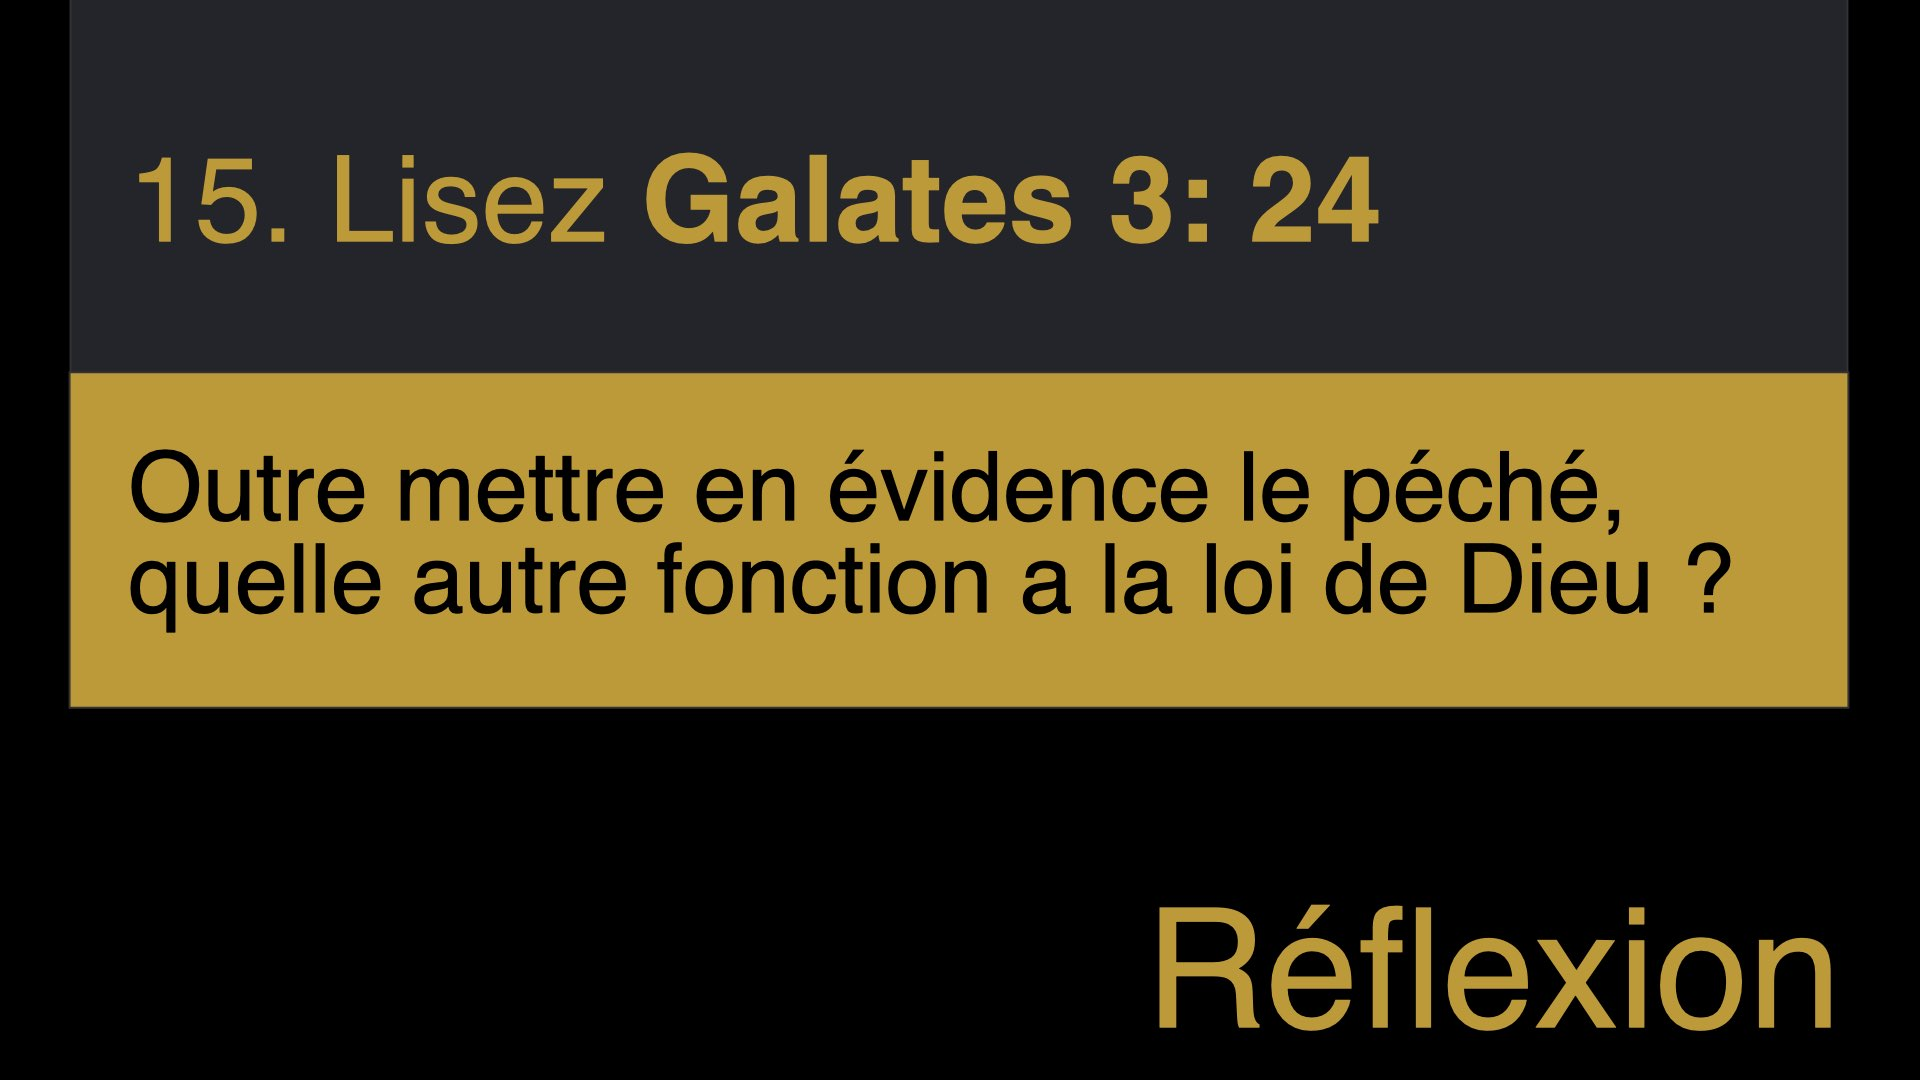 15. Lisez Galates 3: 24
Outre mettre en évidence le péché,
quelle autre fonction a la loi de Dieu ?
Réflexion